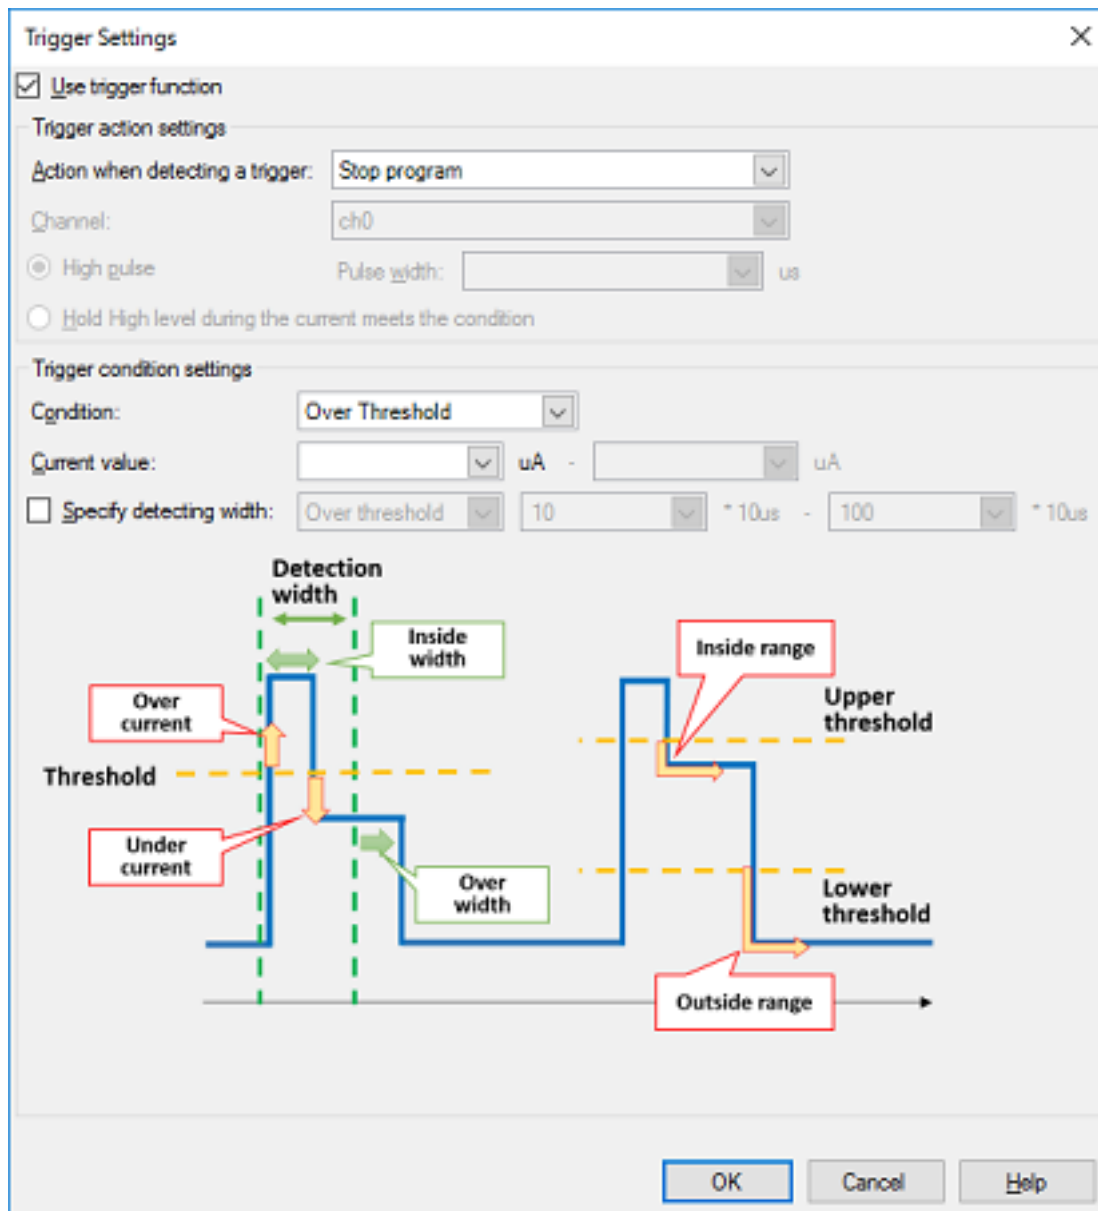 Trigger Settings
Use trigger function
Trigger action settings
Action when detecting a trigger: Stop program
Channel: ch0
High pulse Pulse width: us
Hold High level during the current meets the condition
Trigger condition settings
Condition: Over Threshold
Current value: uA - uA
Specify detecting width: Over threshold 10 * 10us - 100 * 10us
Detection
width
Inside
width
Over
current
Threshold
Under
current
Over
width
Inside range
Upper
threshold
Lower
threshold
Outside range
OK Cancel Help